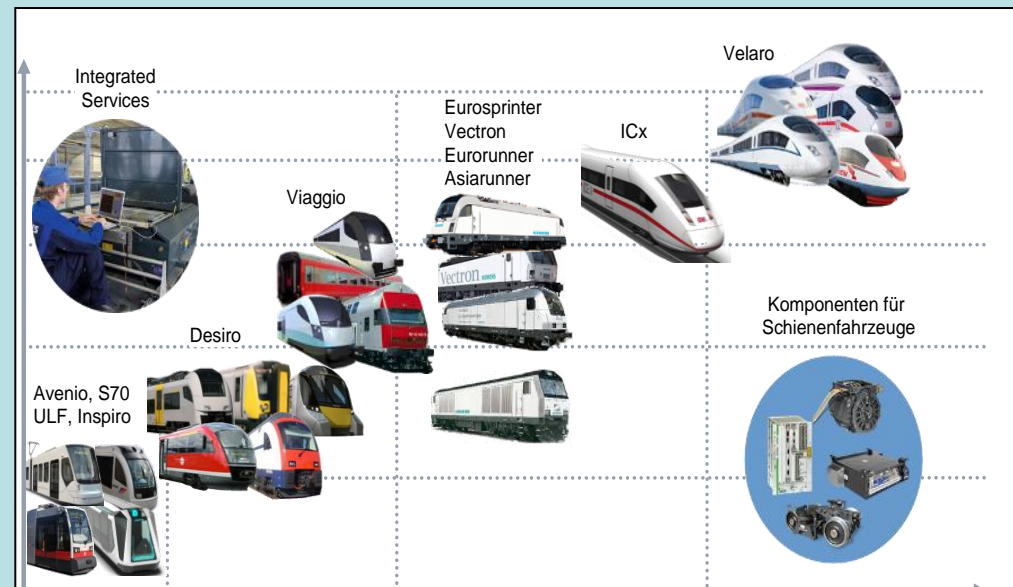 Velaro
Integrated
Services
Eurosprinter
Vectron
Eurorunner
Asiarunner
ICx
Viaggio
Vectron
Komponenten für
Schienenfahrzeuge
Desiro
Avenio, S70
ULF, Inspiro